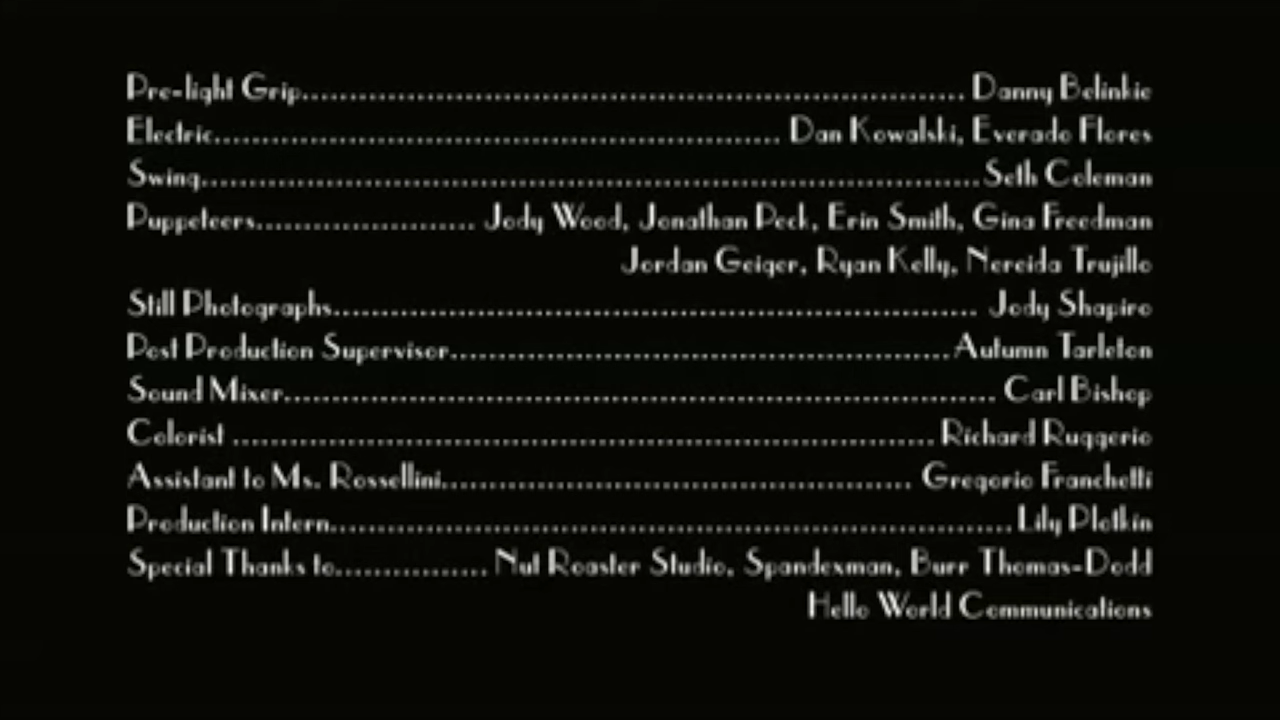 Pre-light Grip........................................................................ Danny Belinkie
Electric............................................................. Dan Kowalski, Everado Flores
Swing....................................................................................Seth Coleman
Puppeteers....................... Jody Wood, Jonathan Peck, Erin Smith, Gina Freedman
Jordan Geiger, Ryan Kelly, Nereida Trujillo
Still Photographs..................................................................... Jody Shapiro
Post Production Supervisor.....................................................Autumn Tarleton
Sound Mixer............................................................................ Carl Bishop
Colorist ........................................................................... Richard Ruggerio
Assistant to Ms. Rossellini.................................................. Gregorio Franchetti
Production Intern.........................................................................Lily Plotkin
Special Thanks to................ Nut Roaster Studio, Spandexman, Burr Thomas-Dodd
Hello World Communications